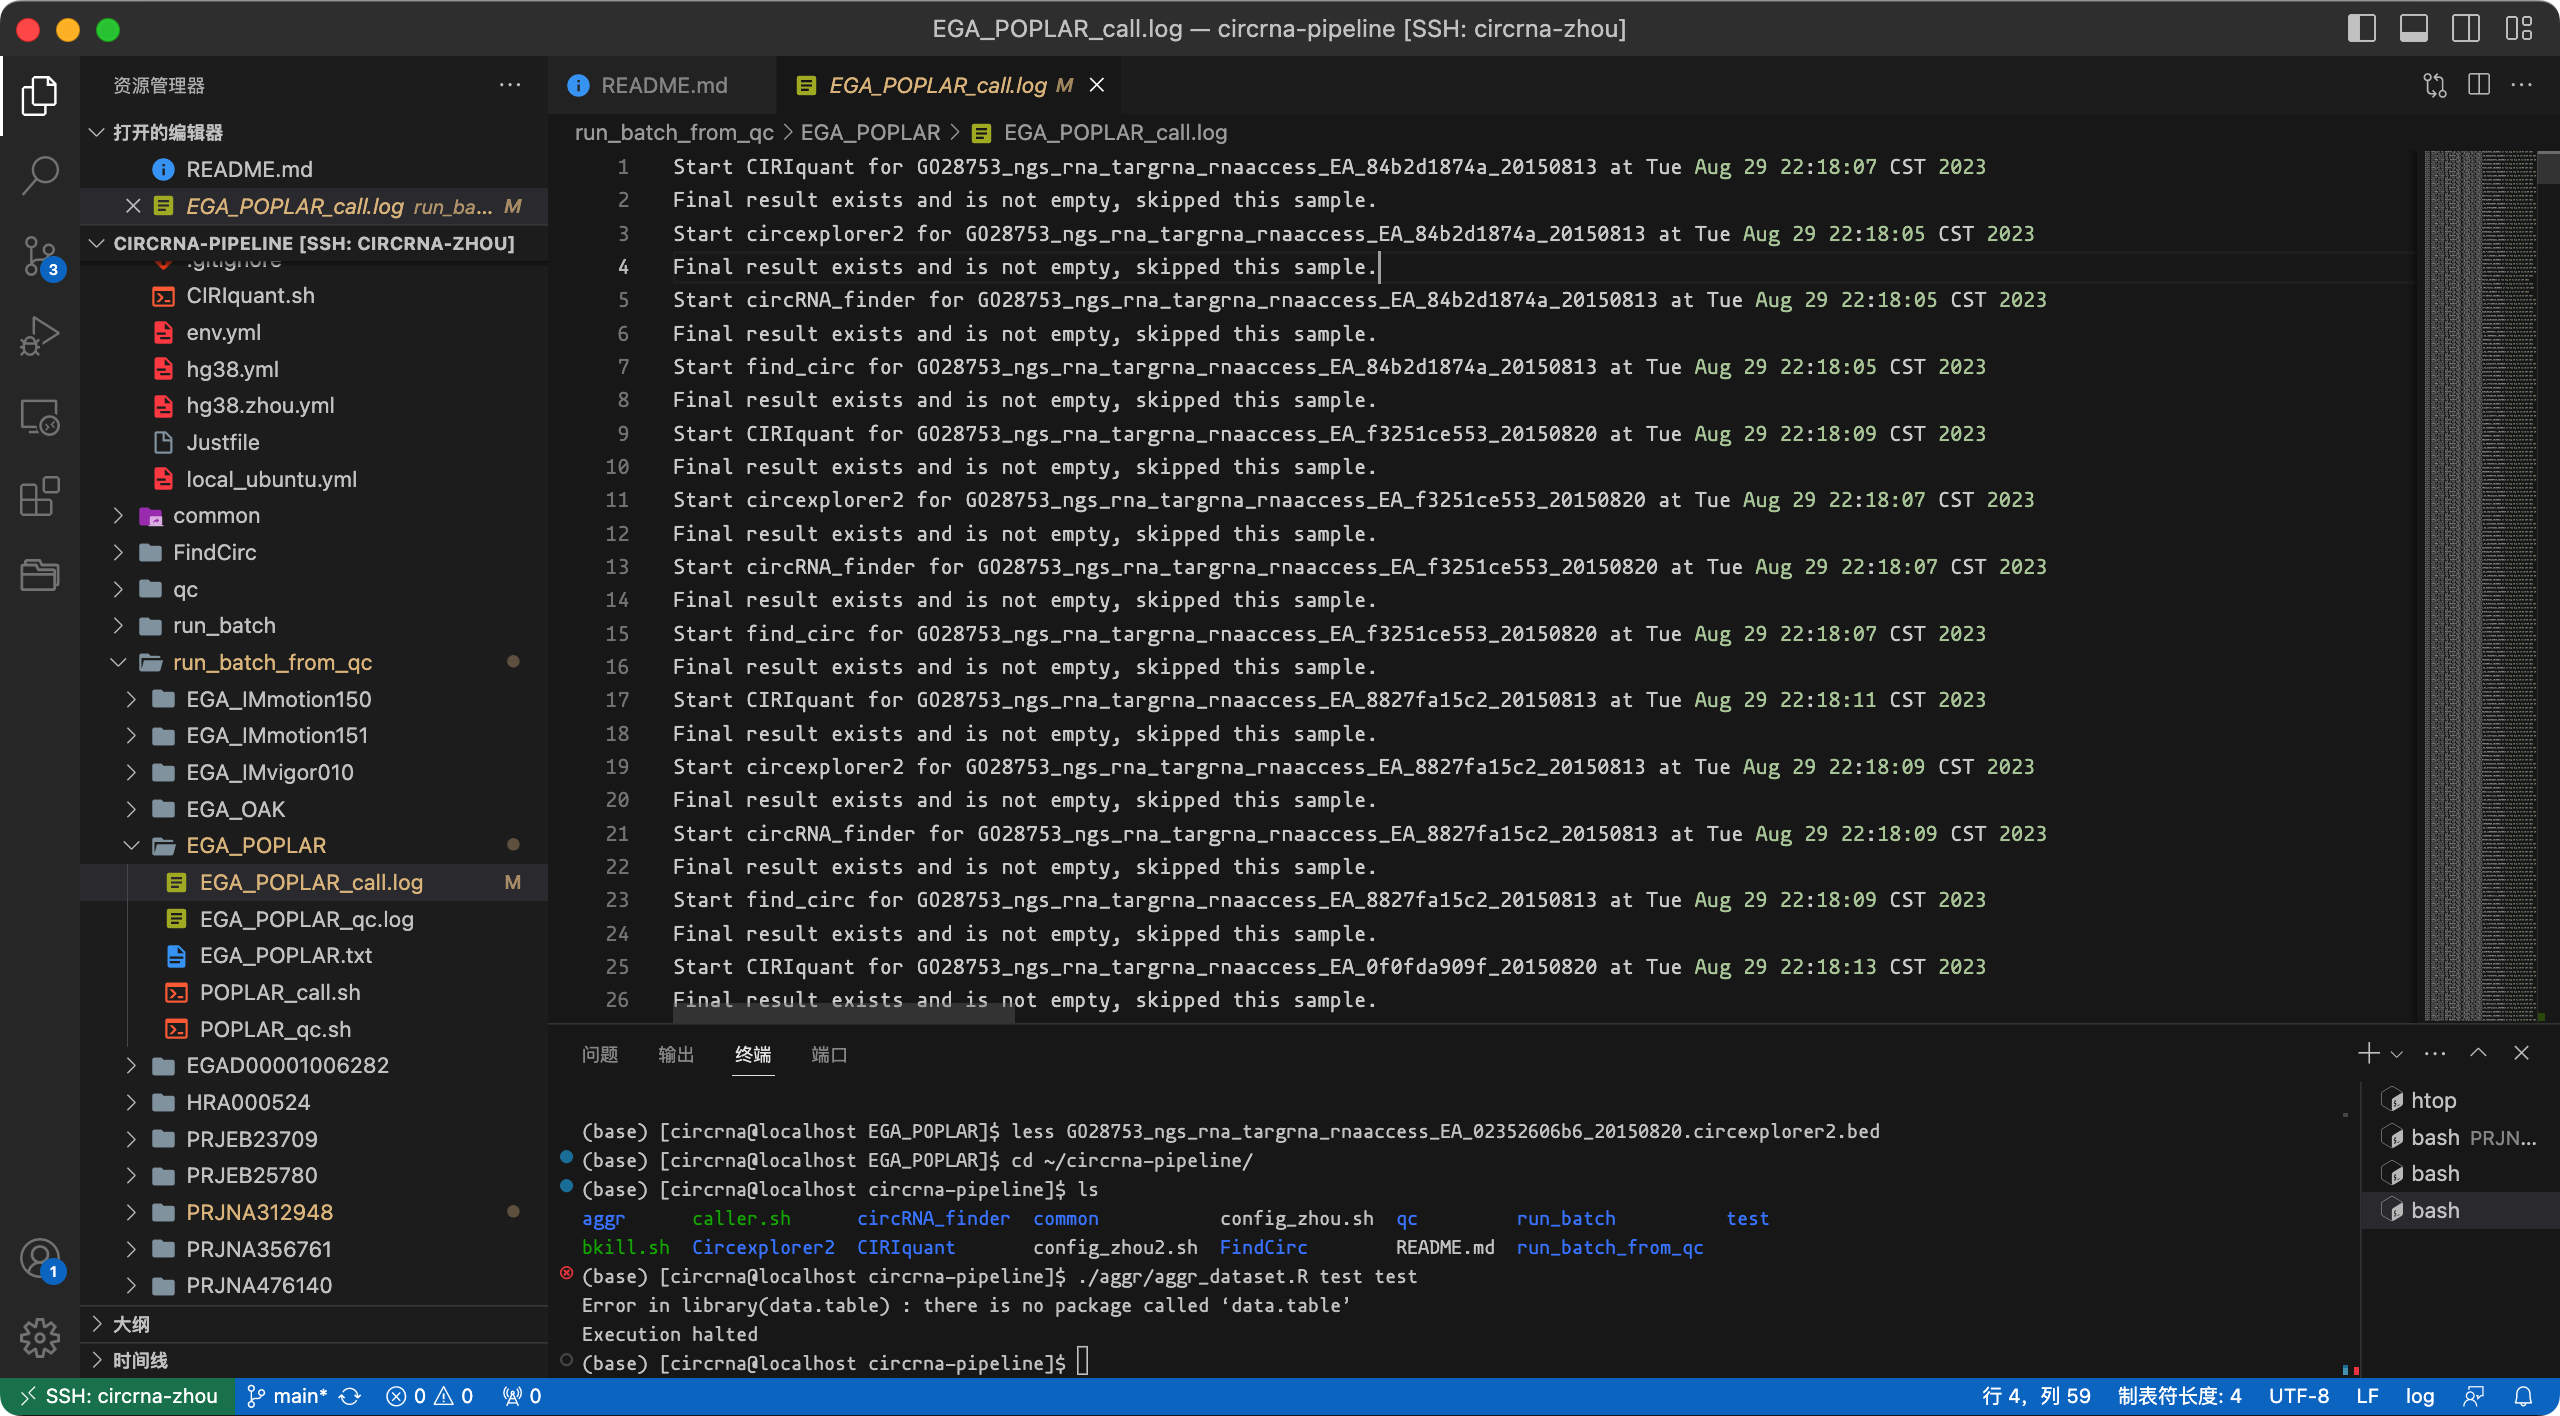 EGA_POPLAR_call.log — circrna-pipeline [SSH: circrna-zhou]
资源管理器
打开的编辑器
README.md
EGA_POPLAR_call.log run_ba... M
CIRCRNA-PIPELINE [SSH: CIRCRNA-ZHOU]
.gitignore
CIRIquant.sh
env.yml
hg38.yml
hg38.zhou.yml
Justfile
local_ubuntu.yml
common
FindCirc
qc
run_batch
run_batch_from_qc
EGA_IMmotion150
EGA_IMmotion151
EGA_IMvigor010
EGA_OAK
EGA_POPLAR
EGA_POPLAR_call.log M
EGA_POPLAR_qc.log
EGA_POPLAR.txt
POPLAR_call.sh
POPLAR_qc.sh
EGAD00001006282
HRA000524
PRJEB23709
PRJEB25780
PRJNA312948
PRJNA356761
PRJNA476140
大纲
时间线
3
1
README.md
EGA_POPLAR_call.log M
run_batch_from_qc > EGA_POPLAR > EGA_POPLAR_call.log
1 Start CIRIquant for GO28753_ngs_rna_targrna_rnaaccess_EA_84b2d1874a_20150813 at Tue Aug 29 22:18:07 CST 2023
2 Final result exists and is not empty, skipped this sample.
3 Start circexplorer2 for GO28753_ngs_rna_targrna_rnaaccess_EA_84b2d1874a_20150813 at Tue Aug 29 22:18:05 CST 2023
4 Final result exists and is not empty, skipped this sample.
5 Start circRNA_finder for GO28753_ngs_rna_targrna_rnaaccess_EA_84b2d1874a_20150813 at Tue Aug 29 22:18:05 CST 2023
6 Final result exists and is not empty, skipped this sample.
7 Start find_circ for GO28753_ngs_rna_targrna_rnaaccess_EA_84b2d1874a_20150813 at Tue Aug 29 22:18:05 CST 2023
8 Final result exists and is not empty, skipped this sample.
9 Start CIRIquant for GO28753_ngs_rna_targrna_rnaaccess_EA_f3251ce553_20150820 at Tue Aug 29 22:18:09 CST 2023
10 Final result exists and is not empty, skipped this sample.
11 Start circexplorer2 for GO28753_ngs_rna_targrna_rnaaccess_EA_f3251ce553_20150820 at Tue Aug 29 22:18:07 CST 2023
12 Final result exists and is not empty, skipped this sample.
13 Start circRNA_finder for GO28753_ngs_rna_targrna_rnaaccess_EA_f3251ce553_20150820 at Tue Aug 29 22:18:07 CST 2023
14 Final result exists and is not empty, skipped this sample.
15 Start find_circ for GO28753_ngs_rna_targrna_rnaaccess_EA_f3251ce553_20150820 at Tue Aug 29 22:18:07 CST 2023
16 Final result exists and is not empty, skipped this sample.
17 Start CIRIquant for GO28753_ngs_rna_targrna_rnaaccess_EA_8827fa15c2_20150813 at Tue Aug 29 22:18:11 CST 2023
18 Final result exists and is not empty, skipped this sample.
19 Start circexplorer2 for GO28753_ngs_rna_targrna_rnaaccess_EA_8827fa15c2_20150813 at Tue Aug 29 22:18:09 CST 2023
20 Final result exists and is not empty, skipped this sample.
21 Start circRNA_finder for GO28753_ngs_rna_targrna_rnaaccess_EA_8827fa15c2_20150813 at Tue Aug 29 22:18:09 CST 2023
22 Final result exists and is not empty, skipped this sample.
23 Start find_circ for GO28753_ngs_rna_targrna_rnaaccess_EA_8827fa15c2_20150813 at Tue Aug 29 22:18:09 CST 2023
24 Final result exists and is not empty, skipped this sample.
25 Start CIRIquant for GO28753_ngs_rna_targrna_rnaaccess_EA_0f0fda909f_20150820 at Tue Aug 29 22:18:13 CST 2023
26 Final result exists and is not empty, skipped this sample.
问题 输出 终端 端口
(base) [circrna@localhost EGA_POPLAR]$ less GO28753_ngs_rna_targrna_rnaaccess_EA_02352606b6_20150820.circexplorer2.bed
(base) [circrna@localhost EGA_POPLAR]$ cd ~/circrna-pipeline/
(base) [circrna@localhost circrna-pipeline]$ ls
aggr caller.sh circRNA_finder common config_zhou.sh qc run_batch test
bkill.sh Circexplorer2 CIRIquant config_zhou2.sh FindCirc README.md run_batch_from_qc
(base) [circrna@localhost circrna-pipeline]$ ./aggr/aggr_dataset.R test test
Error in library(data.table) : there is no package called ‘data.table’
Execution halted
(base) [circrna@localhost circrna-pipeline]$
htop
bash PRJN...
bash
bash
SSH: circrna-zhou main* 0 0 0 行 4, 列 59 制表符长度: 4 UTF-8 LF log